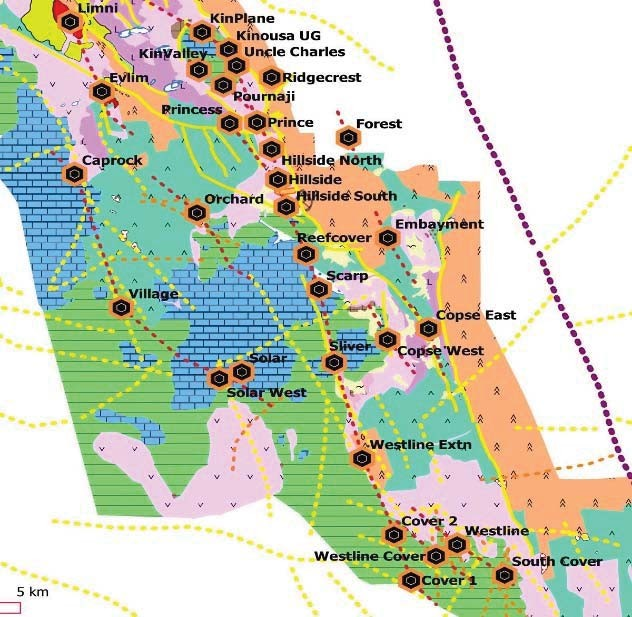 Limni
KinPlane
Kinousa UG
KinValley
Uncle Charles
Evlim
Ridgecrest
Pournaji
Princess
Prince
Forest
Caprock
Hillside North
Hillside
Orchard
Hillside South
Embayment
Reefcover
Scarp
Village
Copse East
Sliver
Copse West
Solar
Solar West
Westline Extn
Cover 2
Westline
Westline Cover
South Cover
Cover 1
5 km